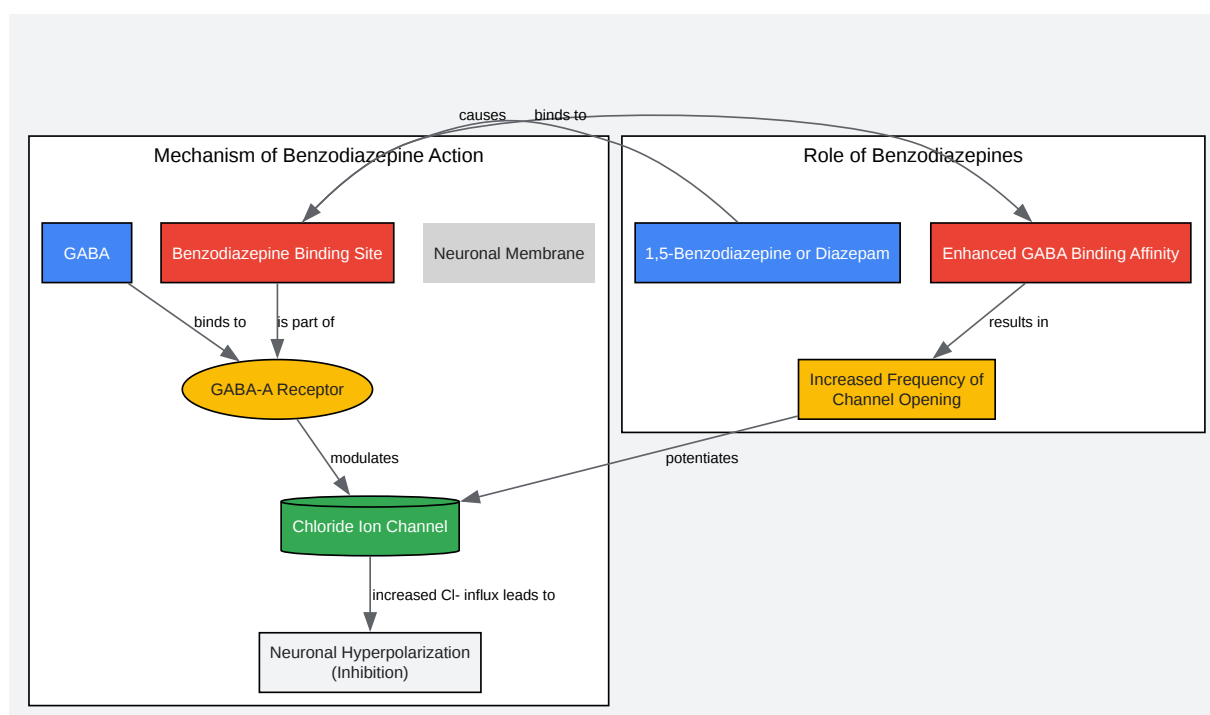 causes
binds to
Mechanism of Benzodiazepine Action
Role of Benzodiazepines
GABA
Benzodiazepine Binding Site
Neuronal Membrane
1,5-Benzodiazepine or Diazepam
Enhanced GABA Binding Affinity
binds to
is part of
results in
GABA-A Receptor
Increased Frequency of
Channel Opening
modulates
potentiates
Chloride Ion Channel
increased Cl- influx leads to
Neuronal Hyperpolarization
(Inhibition)